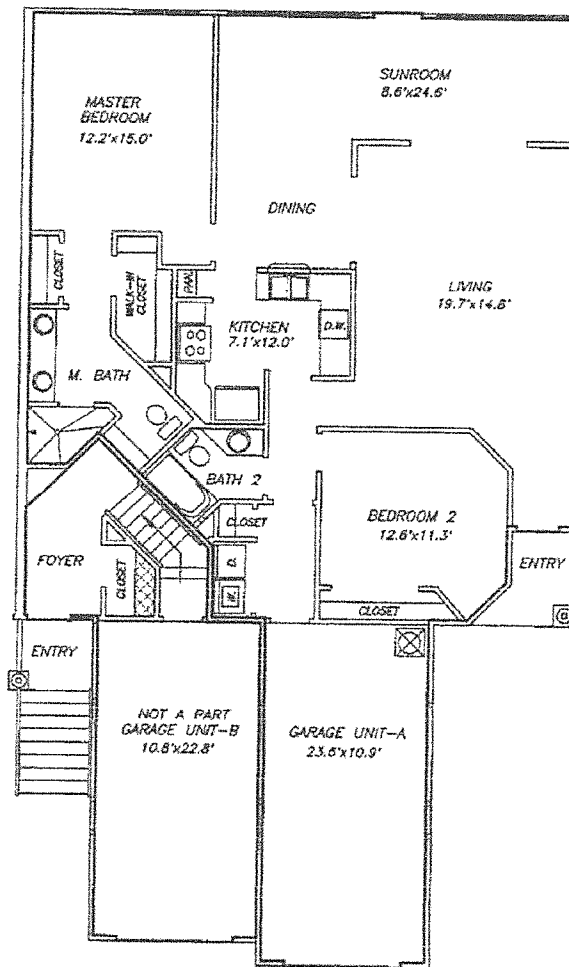 SUNROOM
8.6'x24.6'
MASTER
BEDROOM
12.2'x15.0'
DINING
CLOSET
WALK-IN
CLOSET
PAN.
LIVING
19.7'x14.6'
KITCHEN
7.1'x12.0'
D.W.
M. BATH
BATH 2
CLOSET
BEDROOM 2
12.6'x11.3'
FOYER
CLOSET
D.
W.
ENTRY
CLOSET
ENTRY
NOT A PART
GARAGE UNIT-B
10.8'x22.8'
GARAGE UNIT-A
23.6'x10.9'